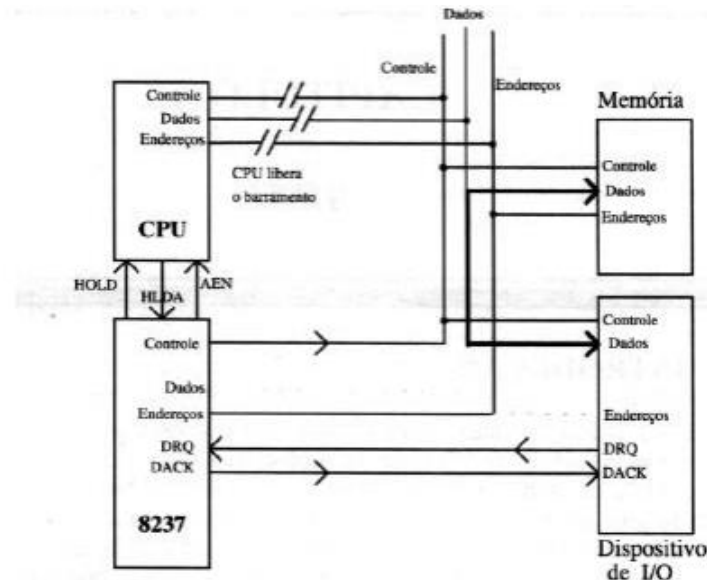 Dados
Controle
Endereços
Controle
Dados
Endereços
CPU libera
o barramento
CPU
Memória
Controle
Dados
Endereços
HOLD
HLDA
AEN
Controle
Dados
Endereços
DRQ
DACK
8237
Controle
Dados
Endereços
DRQ
DACK
Dispositivo
de I/O